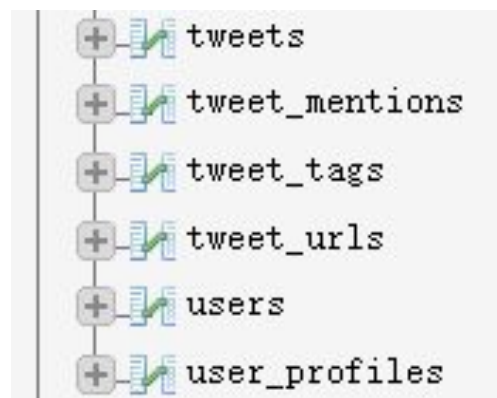 tweets
tweet_mentions
tweet_tags
tweet_urls
users
user_profiles